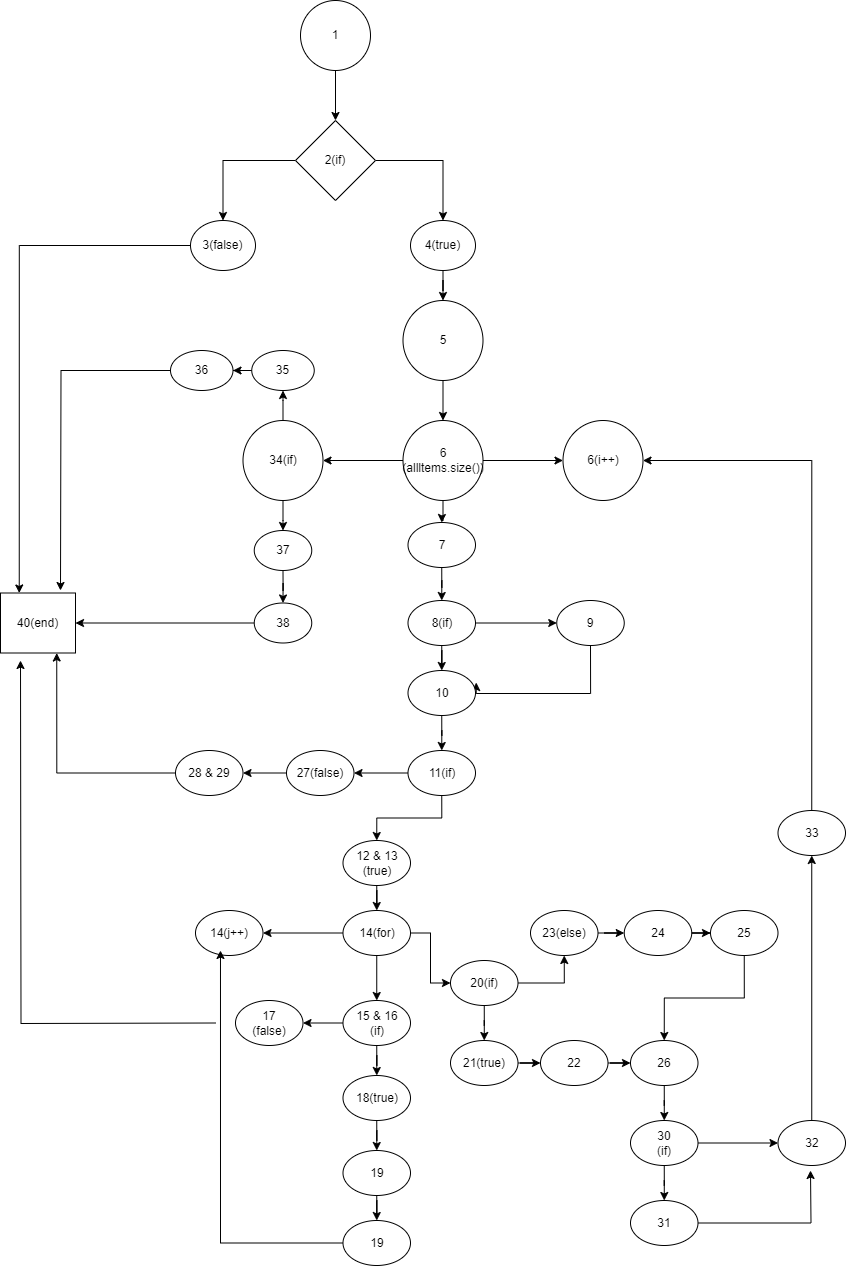 1
2(if)
3(false)
4(true)
5
36
35
34(if)
6
(allItems.size())
6(i++)
37
7
40(end)
38
8(if)
9
10
28 & 29
27(false)
11(if)
12 & 13
(true)
33
14(j++)
14(for)
23(else)
24
25
20(if)
17
(false)
15 & 16
(if)
21(true)
22
26
18(true)
30
(if)
32
19
31
19